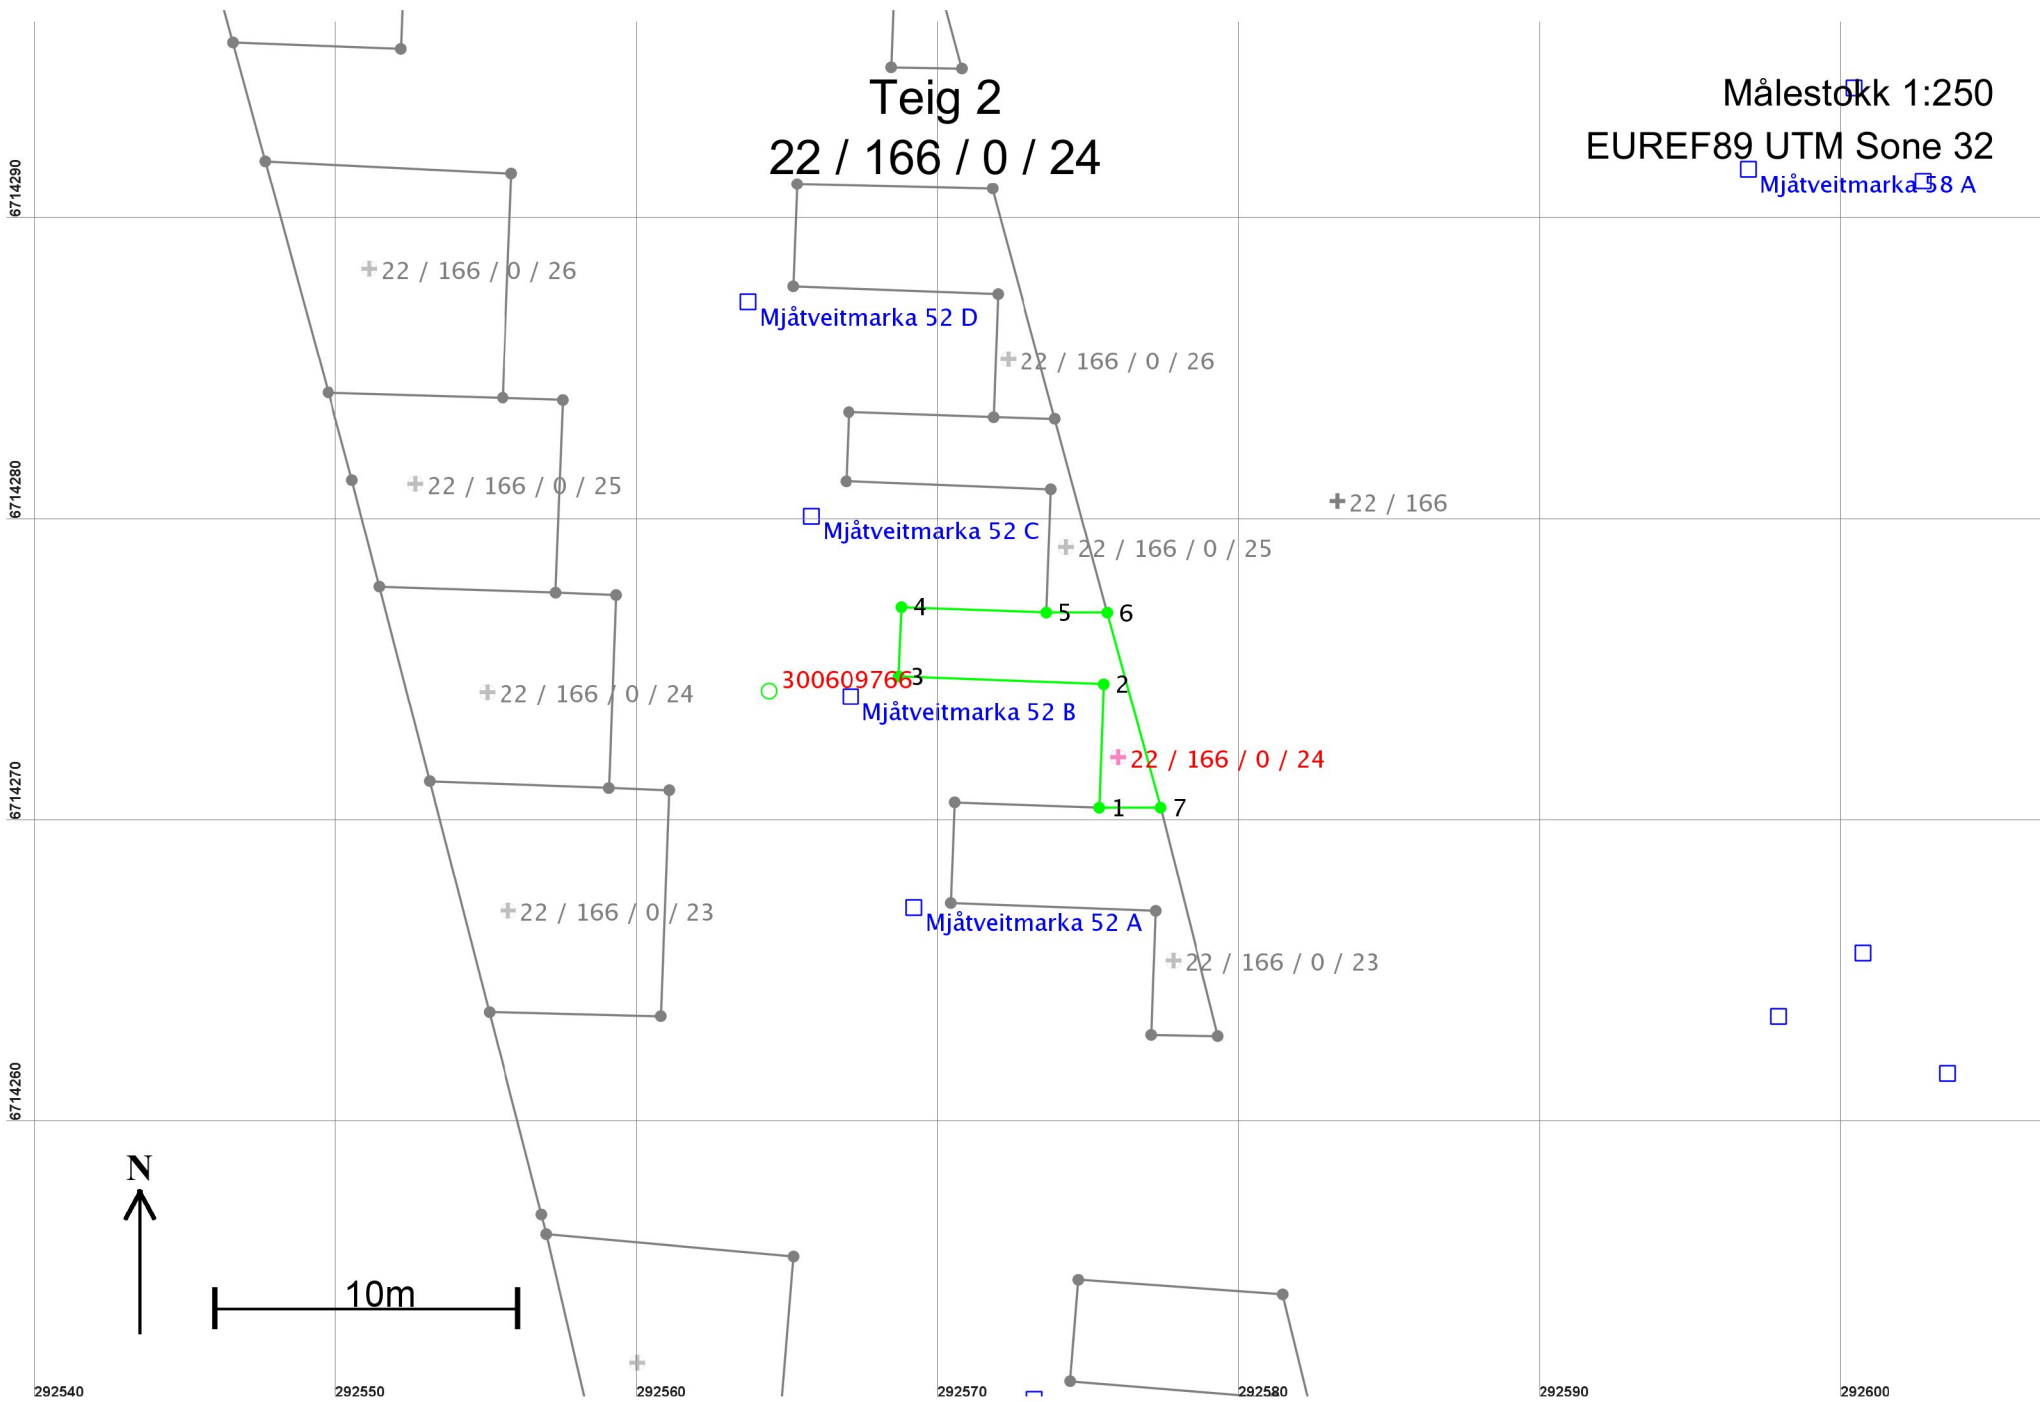 Teig 2
22 / 166 / 0 / 24
Målestokk 1:250
EUREF89 UTM Sone 32
Mjåtveitmarka 58 A
6714290
22 / 166 / 0 / 26
Mjåtveitmarka 52 D
22 / 166 / 0 / 26
6714280
22 / 166 / 0 / 25
22 / 166
Mjåtveitmarka 52 C
22 / 166 / 0 / 25
4
5
6
300609766
3
2
22 / 166 / 0 / 24
Mjåtveitmarka 52 B
22 / 166 / 0 / 24
6714270
1
7
22 / 166 / 0 / 23
Mjåtveitmarka 52 A
22 / 166 / 0 / 23
6714260
N
10m
292540
292550
292560
292570
292580
292590
292600